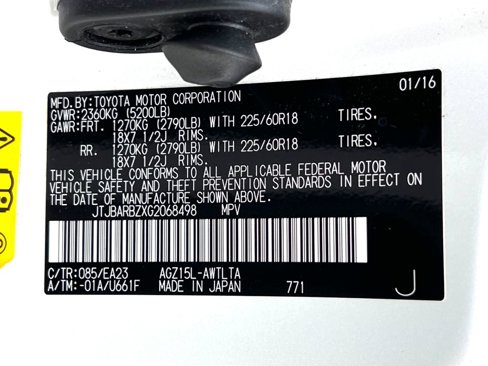 MFD.BY:TOYOTA MOTOR CORPORATION 01/16
GVWR:2360KG (5200LB)
GAWR:FRT. 1270KG (2790LB) WITH 225/60R18 TIRES.
18X7 1/2J RIMS.
RR. 1270KG (2790LB) WITH 225/60R18 TIRES.
18X7 1/2J RIMS.
THIS VEHICLE CONFORMS TO ALL APPLICABLE FEDERAL MOTOR
VEHICLE SAFETY AND THEFT PREVENTION STANDARDS IN EFFECT ON
THE DATE OF MANUFACTURE SHOWN ABOVE.
JTJBARBZXG2068498 MPV
C/TR:085/EA23 AGZ15L-AWTLTA
A/TM:-01A/U661F MADE IN JAPAN 771 J